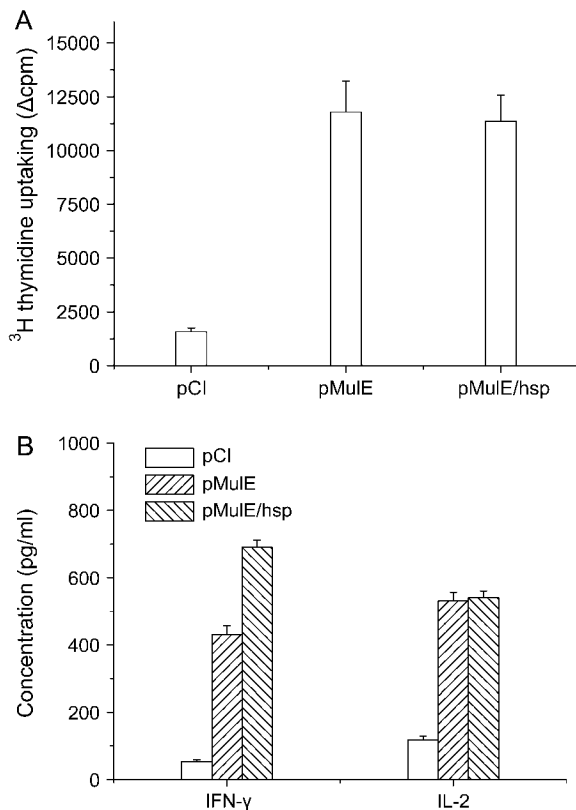 A
³H thymidine uptaking (Δcpm)
15000
12500
10000
7500
5000
2500
0
pCI
pMulE
pMulE/hsp
B
pCI
pMulE
pMulE/hsp
Concentration (pg/ml)
1000
800
600
400
200
0
IFN-γ
IL-2